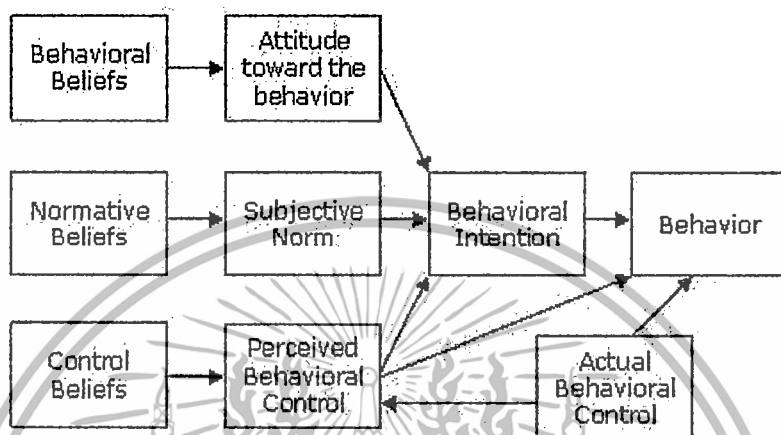 Behavioral
Beliefs
Attitude
toward the
behavior
Normative
Beliefs
Subjective
Norm
Behavioral
Intention
Behavior
Control
Beliefs
Perceived
Behavioral
Control
Actual
Behavioral
Control